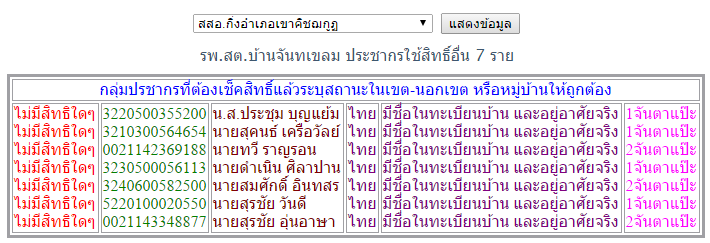 สสอ.กิ่งอำเภอเขาคิชฌกูฏ แสดงข้อมูล
รพ.สต.บ้านจันทเขลม ประชากรใช้สิทธิ์อื่น 7 ราย
กลุ่มปรชากรที่ต้องเช็คสิทธิ์แล้วระบุสถานะในเขต-นอกเขต หรือหมู่บ้านให้ถูกต้อง
ไม่มีสิทธิใดๆ 3220500355200 น.ส.ประชุม บุญแย้ม ไทย มีชื่อในทะเบียนบ้าน และอยู่อาศัยจริง 1จันตาแป๊ะ
ไม่มีสิทธิใดๆ 3210300564654 นายสุคนธ์ เครือวัลย์ ไทย มีชื่อในทะเบียนบ้าน และอยู่อาศัยจริง 1จันตาแป๊ะ
ไม่มีสิทธิใดๆ 0021142369188 นายทวี ราญรอน ไทย มีชื่อในทะเบียนบ้าน และอยู่อาศัยจริง 2จันตาแป๊ะ
ไม่มีสิทธิใดๆ 3230500056113 นายดำเนิน ศิลาปาน ไทย มีชื่อในทะเบียนบ้าน และอยู่อาศัยจริง 1จันตาแป๊ะ
ไม่มีสิทธิใดๆ 3240600582500 นายสมศักดิ์ อินทสร ไทย มีชื่อในทะเบียนบ้าน และอยู่อาศัยจริง 2จันตาแป๊ะ
ไม่มีสิทธิใดๆ 5220100020550 นายสุรชัย วันดี ไทย มีชื่อในทะเบียนบ้าน และอยู่อาศัยจริง 1จันตาแป๊ะ
ไม่มีสิทธิใดๆ 0021143348877 นายสุรชัย อุ่นอาษา ไทย มีชื่อในทะเบียนบ้าน และอยู่อาศัยจริง 2จันตาแป๊ะ